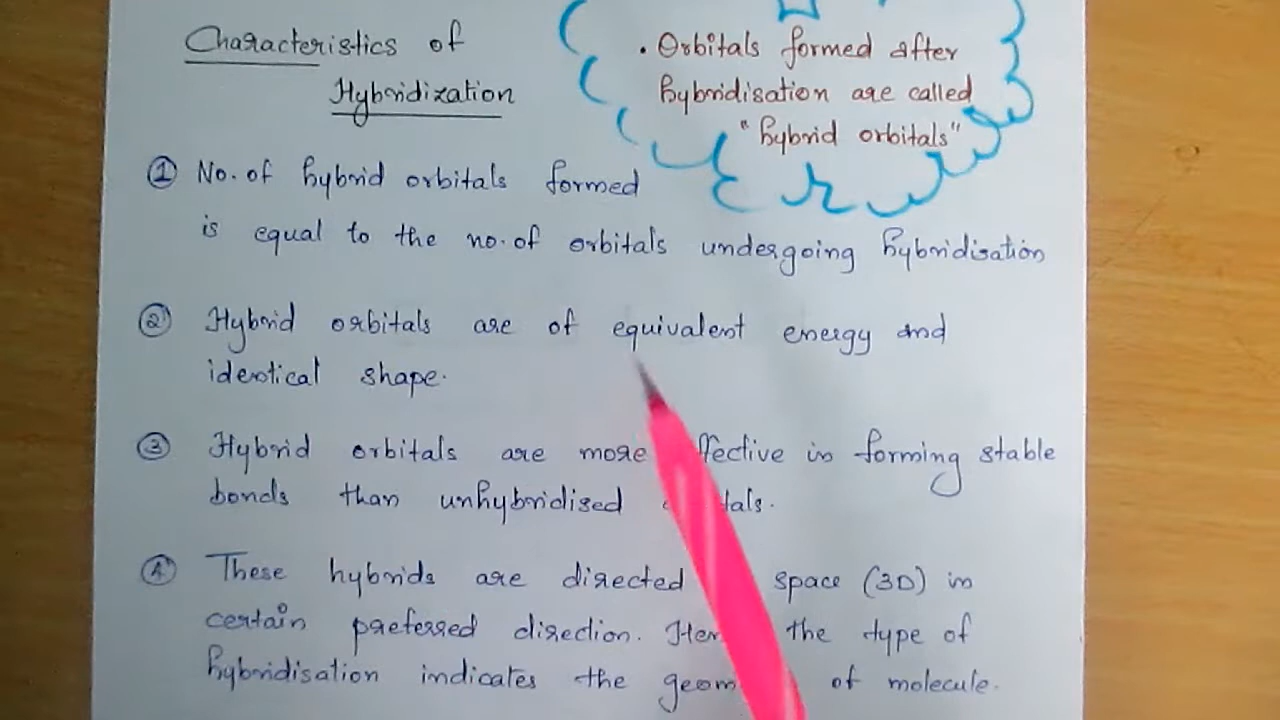 Characteristics of
Hybridization
. Orbitals formed after
hybridisation are called
"hybrid orbitals"
① No. of hybrid orbitals formed
is equal to the no. of orbitals undergoing hybridisation
② Hybrid orbitals are of equivalent energy and
identical shape.
③ Hybrid orbitals are more ffective in forming stable
bonds than unhybridised tals.
④ These hybrids are directed space (3D) in
certain preferred direction. Hen the type of
hybridisation indicates the geom of molecule.